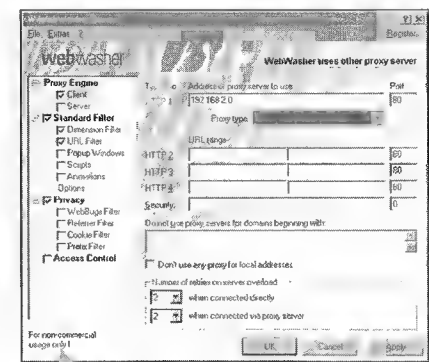 File Extras ?
Register...
webwasher
WebWasher uses other proxy server
Proxy Engine
Client
Server
Standard Filter
Dimension Filter
URL Filter
Popup Windows
Scripts
Animations
Options
Privacy
WebBugs Filter
Referrer Filter
Cookie Filter
Prefix Filter
Access Control
Address of proxy server to use
Port
192.168.2.0
80
Proxy type
URL range
HTTP 2
80
HTTP 3
80
HTTP 4
80
Security
0
Do not use proxy servers for domains beginning with:
Don't use any proxy for local addresses
Number of retries on server overload
2 when connected directly
2 when connected via proxy server
For non-commercial
usage only!
OK
Cancel
Apply